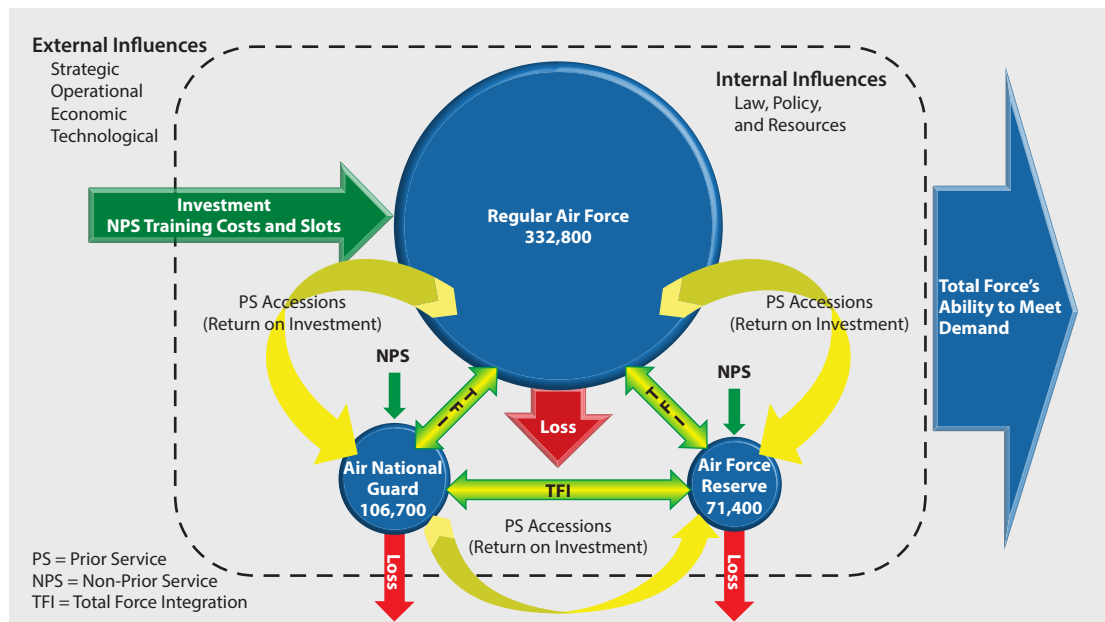 External Influences
Strategic
Operational
Economic
Technological
Internal Influences
Law, Policy,
and Resources
Investment
NPS Training Costs and Slots
Regular Air Force
332,800
PS Accessions
(Return on Investment)
PS Accessions
(Return on Investment)
Total Force's
Ability to Meet
Demand
NPS
NPS
TFI
TFI
Loss
Air National
Guard
106,700
TFI
Air Force
Reserve
71,400
PS Accessions
(Return on Investment)
Loss
Loss
PS = Prior Service
NPS = Non-Prior Service
TFI = Total Force Integration